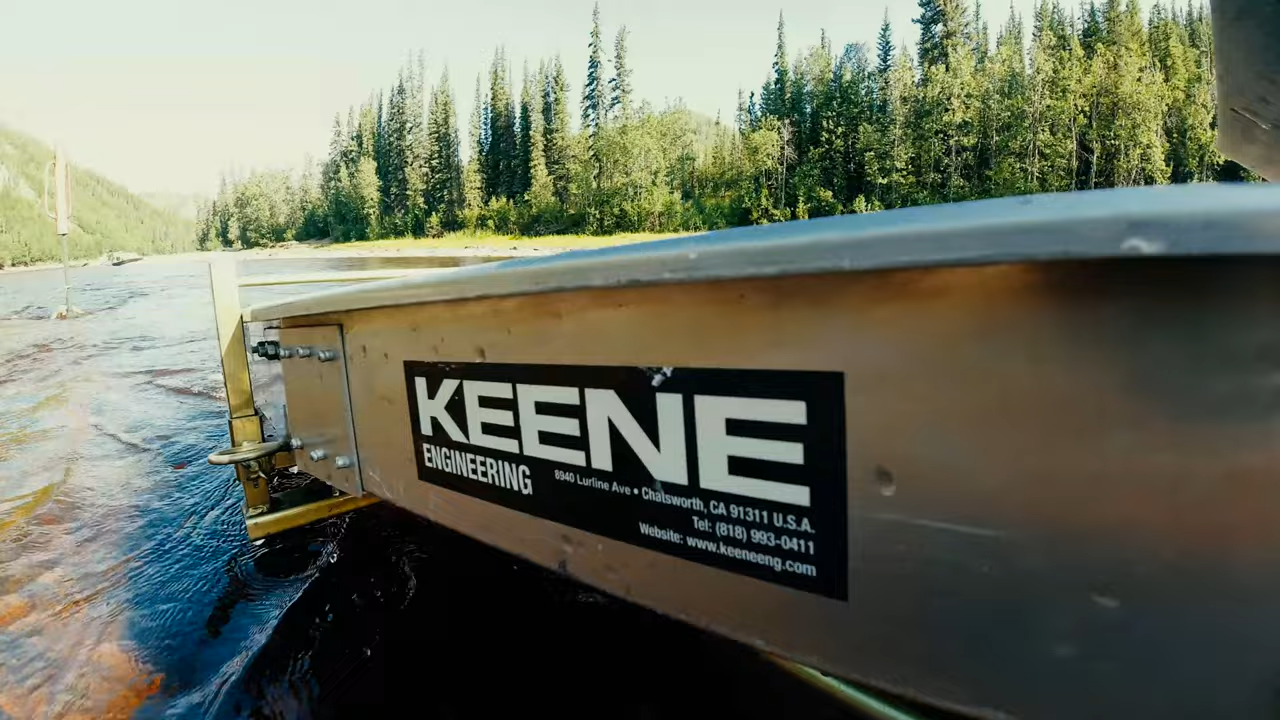 KEENE
ENGINEERING
8940 Lurline Ave • Chatsworth, CA 91311 U.S.A.
Tel: (818) 993-0411
Website: www.keeneeng.com